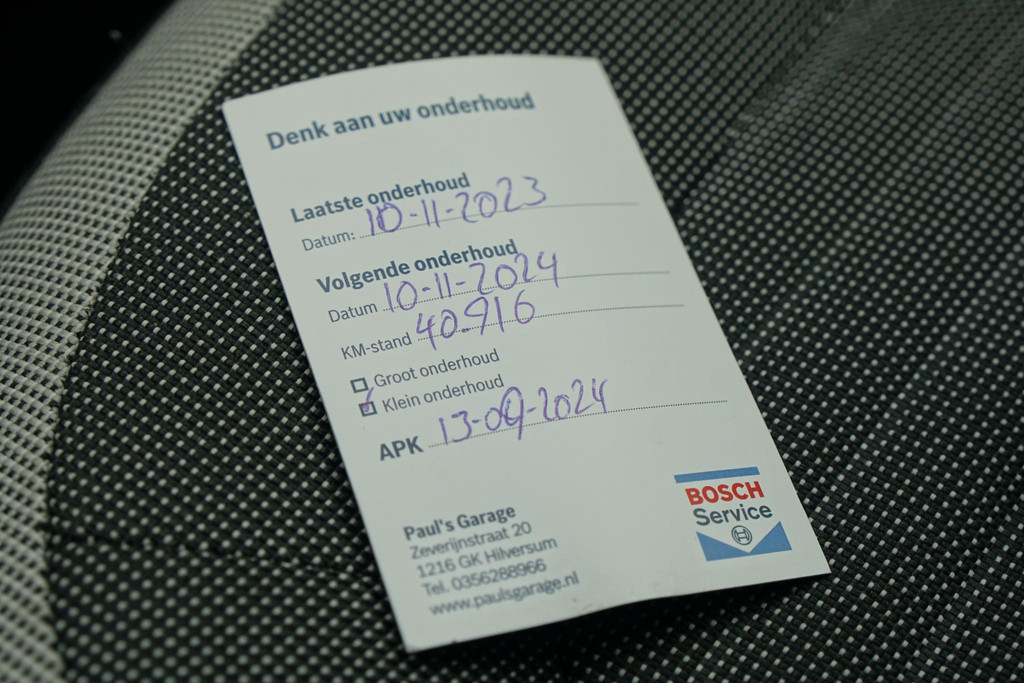 Denk aan uw onderhoud
Laatste onderhoud
Datum: 10-11-2023
Volgende onderhoud
Datum 10-11-2024
KM-stand 40.916
Groot onderhoud
Klein onderhoud
APK 13-09-2024
Paul's Garage
Zeverijnstraat 20
1216 GK Hilversum
Tel. 0356288966
www.paulsgarage.nl
BOSCH
Service